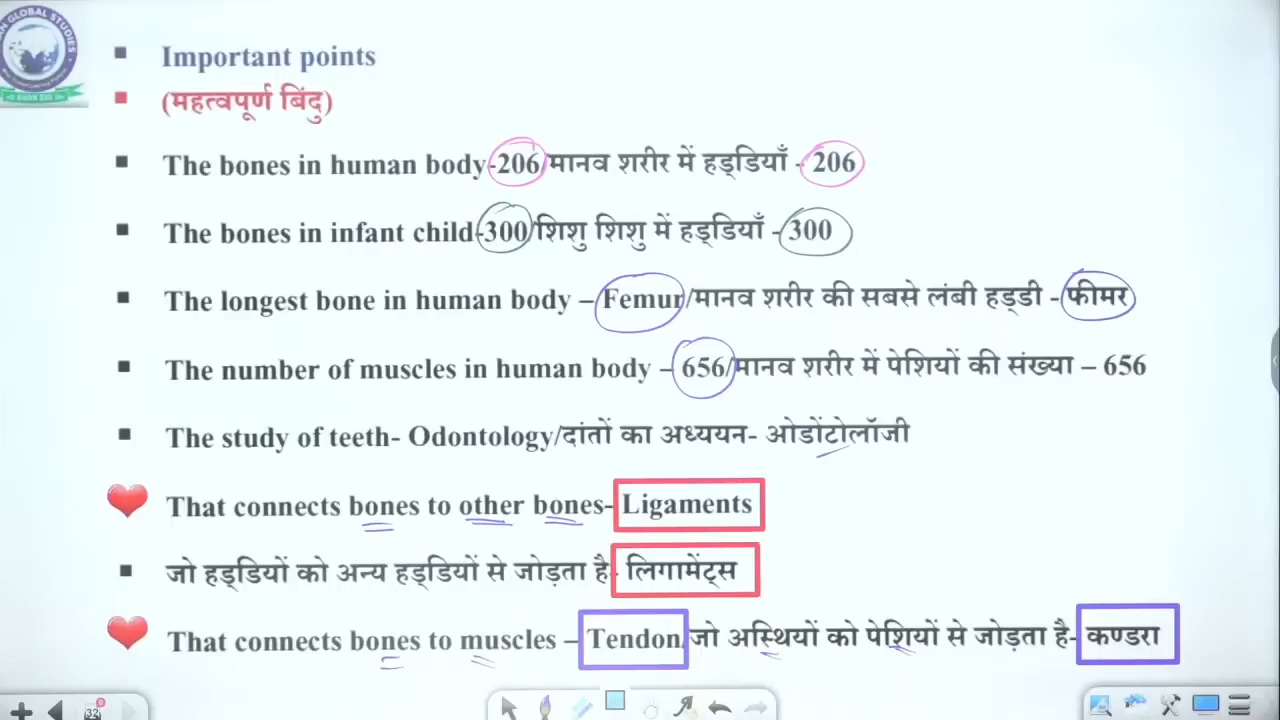 GLOBAL STUDIES
Important points
(महत्वपूर्ण बिंदु)
The bones in human body-206/मानव शरीर में हड्डियाँ - 206
The bones in infant child-300/शिशु शिशु में हड्डियाँ - 300
The longest bone in human body – Femur/मानव शरीर की सबसे लंबी हड्डी - फीमर
The number of muscles in human body – 656/मानव शरीर में पेशियों की संख्या – 656
The study of teeth- Odontology/दांतों का अध्ययन- ओडोंटोलॉजी
That connects bones to other bones- Ligaments
जो हड्डियों को अन्य हड्डियों से जोड़ता है- लिगामेंट्स
That connects bones to muscles – Tendon/जो अस्थियों को पेशियों से जोड़ता है- कण्डरा
32